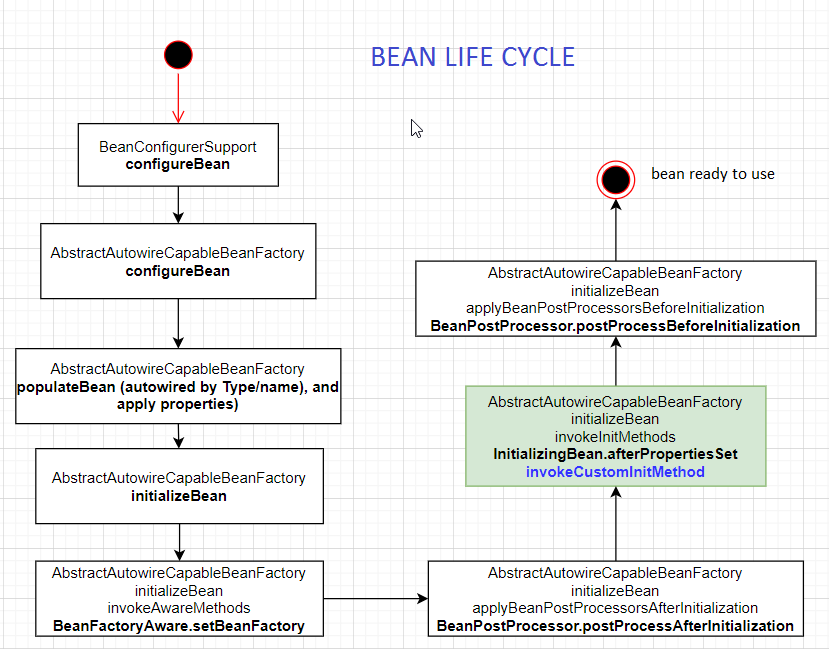 BEAN LIFE CYCLE
BeanConfigurerSupport
configureBean
AbstractAutowireCapableBeanFactory
configureBean
AbstractAutowireCapableBeanFactory
populateBean (autowired by Type/name), and
apply properties)
AbstractAutowireCapableBeanFactory
initializeBean
AbstractAutowireCapableBeanFactory
initializeBean
invokeAwareMethods
BeanFactoryAware.setBeanFactory
AbstractAutowireCapableBeanFactory
initializeBean
applyBeanPostProcessorsAfterInitialization
BeanPostProcessor.postProcessAfterInitialization
AbstractAutowireCapableBeanFactory
initializeBean
invokeInitMethods
InitializingBean.afterPropertiesSet
invokeCustomInitMethod
AbstractAutowireCapableBeanFactory
initializeBean
applyBeanPostProcessorsBeforeInitialization
BeanPostProcessor.postProcessBeforeInitialization
bean ready to use